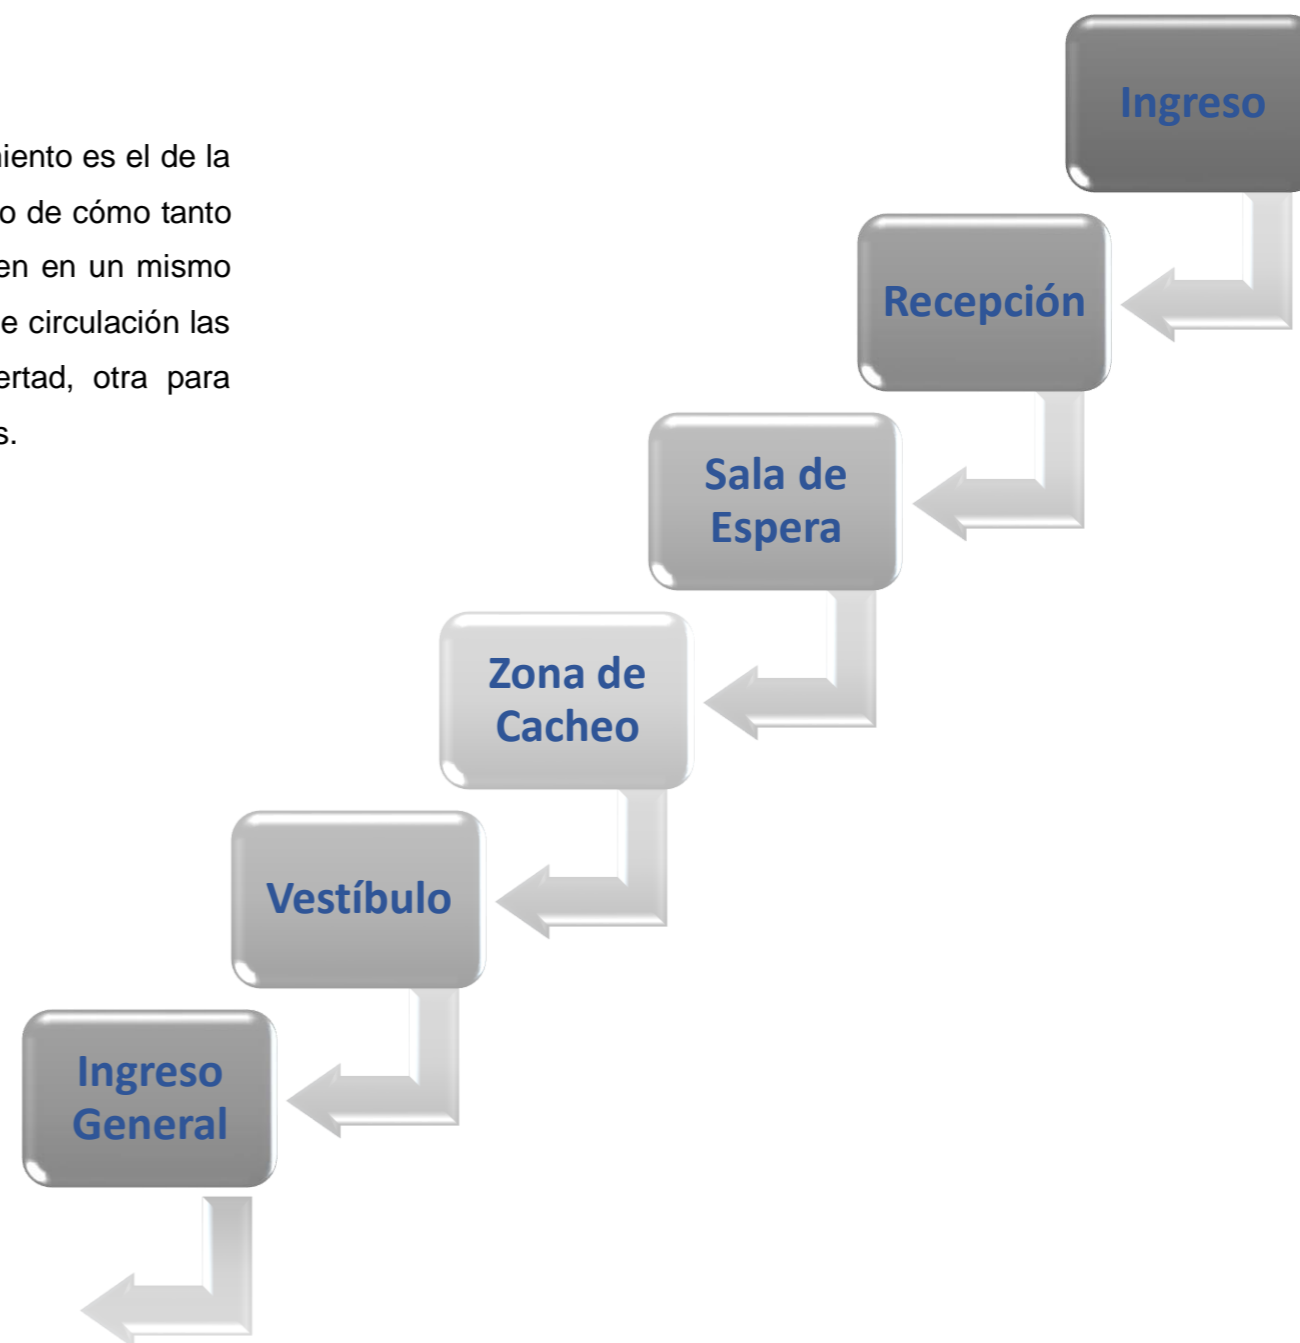 miento es el de la
o de cómo tanto
en en un mismo
e circulación las
ertad, otra para
s.
Ingreso
Recepción
Sala de
Espera
Zona de
Cacheo
Vestíbulo
Ingreso
General